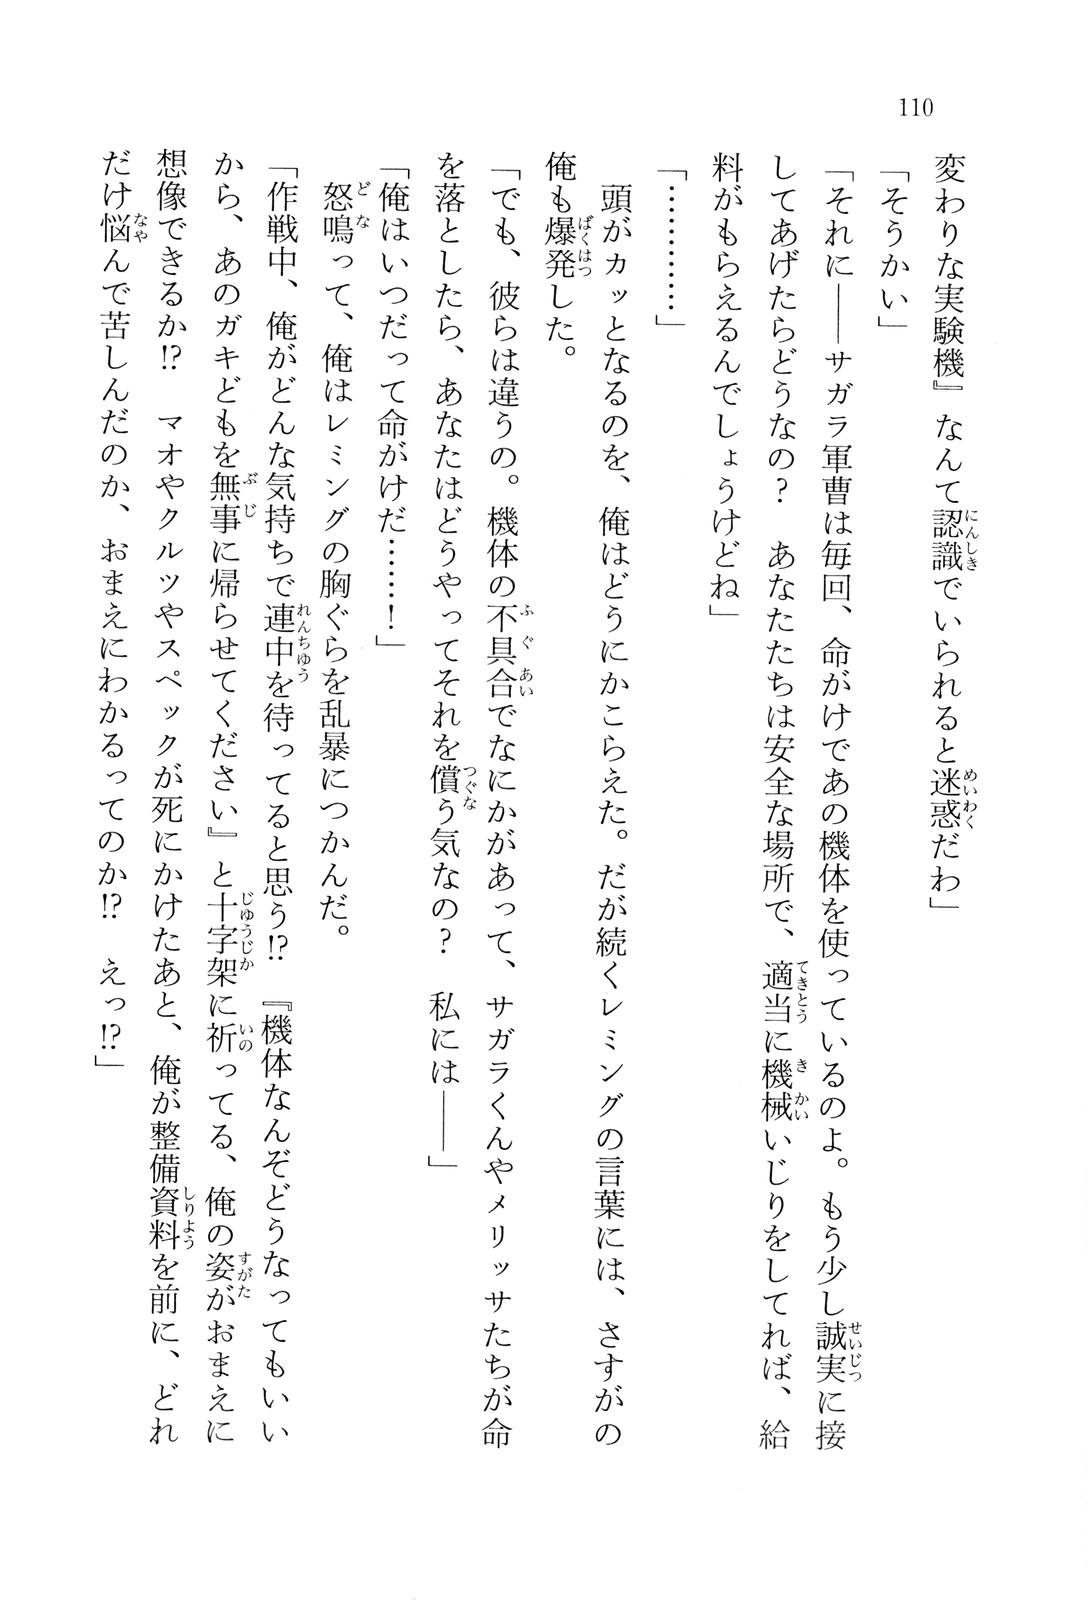 110
変わりな実験機』なんて認識でいられると迷惑だわ」
「そうかい」
「それに――サガラ軍曹は毎回、命がけであの機体を使っているのよ。もう少し誠実に接
してあげたらどうなの？　あなたたちは安全な場所で、適当に機械いじりをしてれば、給
料がもらえるんでしょうけどね」
「…………」
　頭がカッとなるのを、俺はどうにかこらえた。だが続くレミングの言葉には、さすがの
俺も爆発した。
「でも、彼らは違うの。機体の不具合でなにかがあって、サガラくんやメリッサたちが命
を落としたら、あなたはどうやってそれを償う気なの？　私には――」
「俺はいつだって命がけだ……！」
　怒鳴って、俺はレミングの胸ぐらを乱暴につかんだ。
「作戦中、俺がどんな気持ちで連中を待ってると思う!?　『機体なんぞどうなってもいい
から、あのガキどもを無事に帰らせてください』と十字架に祈ってる、俺の姿がおまえに
想像できるか!?　マオやクルツやスペックが死にかけたあと、俺が整備資料を前に、どれ
だけ悩んで苦しんだのか、おまえにわかるってのか!?　えっ!?」